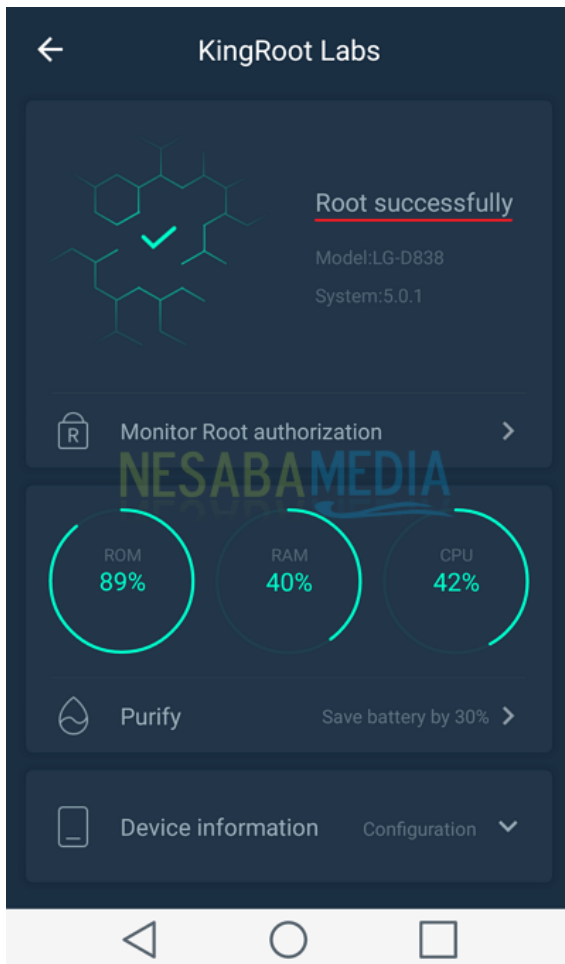 KingRoot Labs
Root successfully
Model:LG-D838
System:5.0.1
R
Monitor Root authorization
NESABAMEDIA
ROM
89%
RAM
40%
CPU
42%
Purify
Save battery by 30%
Device information
Configuration